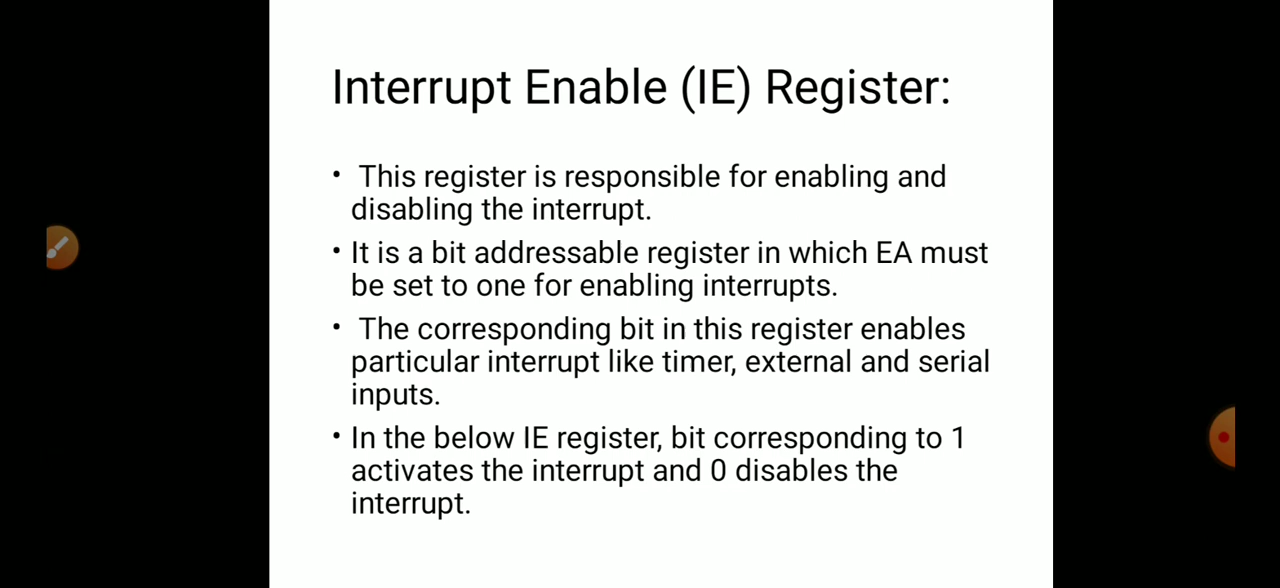 Interrupt Enable (IE) Register:
• This register is responsible for enabling and
disabling the interrupt.
• It is a bit addressable register in which EA must
be set to one for enabling interrupts.
• The corresponding bit in this register enables
particular interrupt like timer, external and serial
inputs.
• In the below IE register, bit corresponding to 1
activates the interrupt and 0 disables the
interrupt.